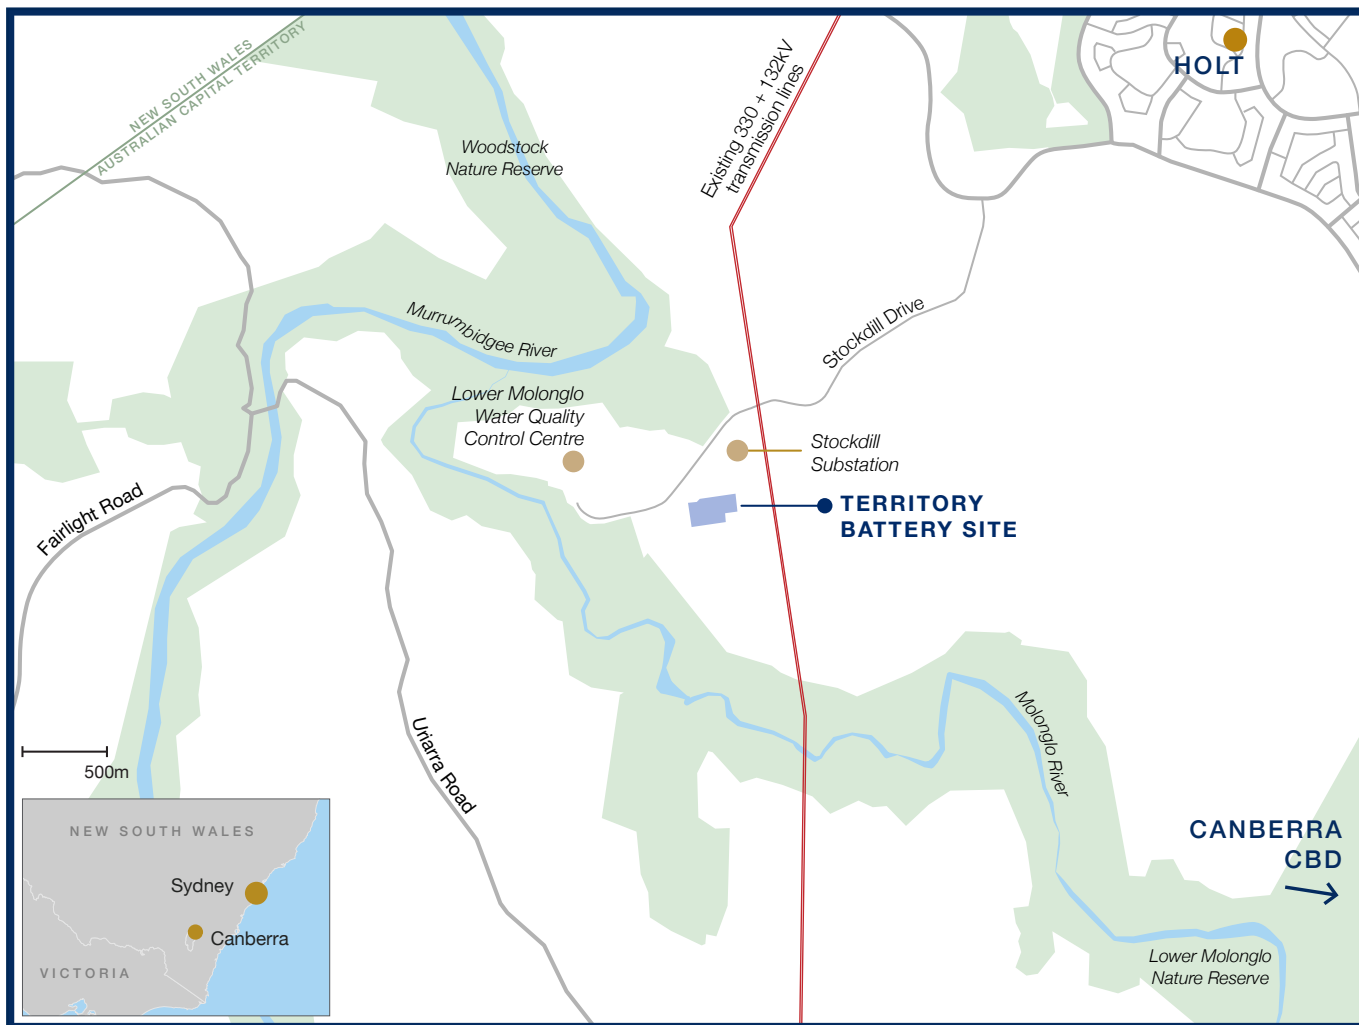 NEW SOUTH WALES
AUSTRALIAN CAPITAL TERRITORY
Woodstock
Nature Reserve
Existing 330 + 132kV
transmission lines
HOLT
Murrumbidgee River
Stockdill Drive
Lower Molonglo
Water Quality
Control Centre
Stockdill
Substation
TERRITORY
BATTERY SITE
Fairlight Road
Uriarra Road
Molonglo River
500m
NEW SOUTH WALES
Sydney
Canberra
VICTORIA
CANBERRA
CBD
Lower Molonglo
Nature Reserve